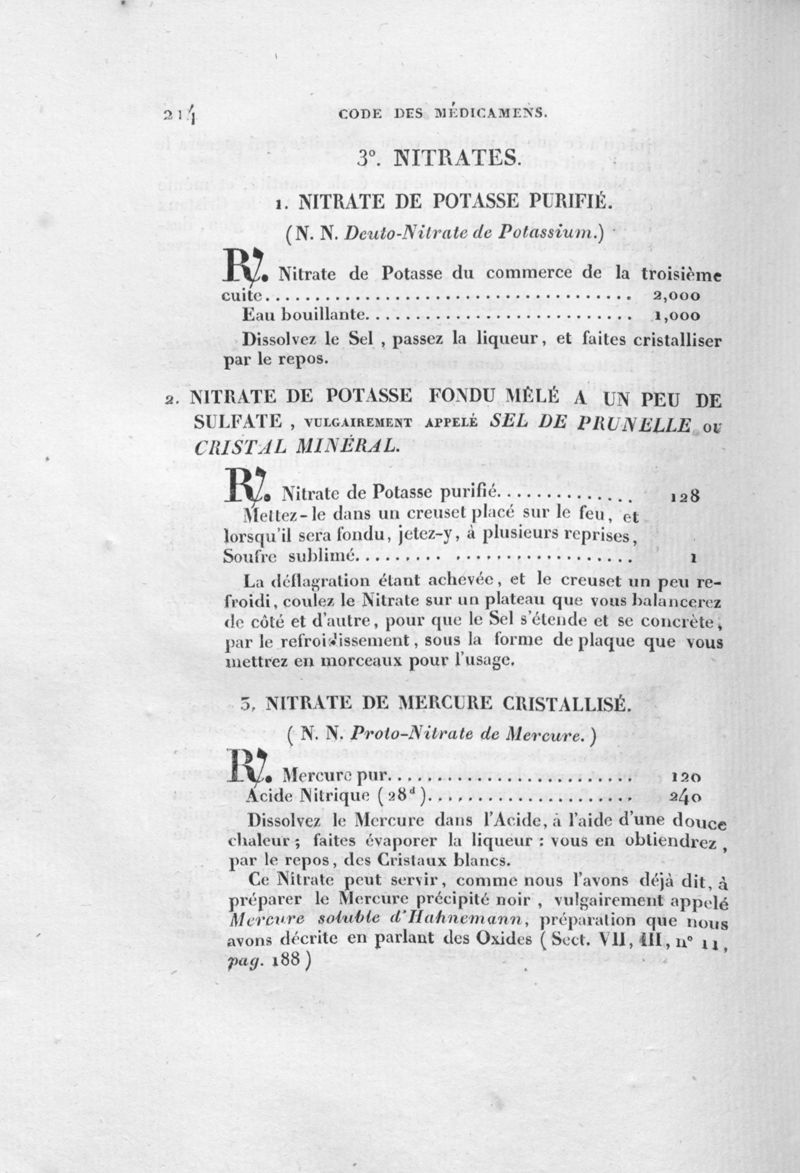 214 CODE DES MÉDICAMENS.
3°. NITRATES.
1. NITRATE DE POTASSE PURIFIÉ.
(N. N. Deuto-Nitrate de Potassium.)
℞. Nitrate de Potasse du commerce de la troisième
cuite..................................... 2,000
Eau bouillante........................... 1,000
Dissolvez le Sel , passez la liqueur, et faites cristalliser
par le repos.
2. NITRATE DE POTASSE FONDU MÊLÉ A UN PEU DE
SULFATE , VULGAIREMENT APPELÉ SEL DE PRUNELLE OU
CRISTAL MINÉRAL.
℞. Nitrate de Potasse purifié.............. 128
Mettez-le dans un creuset placé sur le feu, et
lorsqu'il sera fondu, jetez-y, à plusieurs reprises,
Soufre sublimé......... .................. 1
La déflagration étant achevée, et le creuset un peu re-
froidi, coulez le Nitrate sur un plateau que vous balancerez
de côté et d'autre, pour que le Sel s'étende et se concrète,
par le refroidissement, sous la forme de plaque que vous
mettrez en morceaux pour l'usage.
3. NITRATE DE MERCURE CRISTALLISÉ.
( N. N. Proto-Nitrate de Mercure. )
℞. Mercure pur......................... 120
Acide Nitrique (28d)..................... 240
Dissolvez le Mercure dans l'Acide, à l'aide d'une douce
chaleur ; faites évaporer la liqueur : vous en obtiendrez ,
par le repos, des Cristaux blancs.
Ce Nitrate peut servir, comme nous l'avons déjà dit, à
préparer le Mercure précipité noir , vulgairement appelé
Mercure soluble d'Hahnemann, préparation que nous
avons décrite en parlant des Oxides ( Sect. VII, III, n° 11,
pag. 188 )